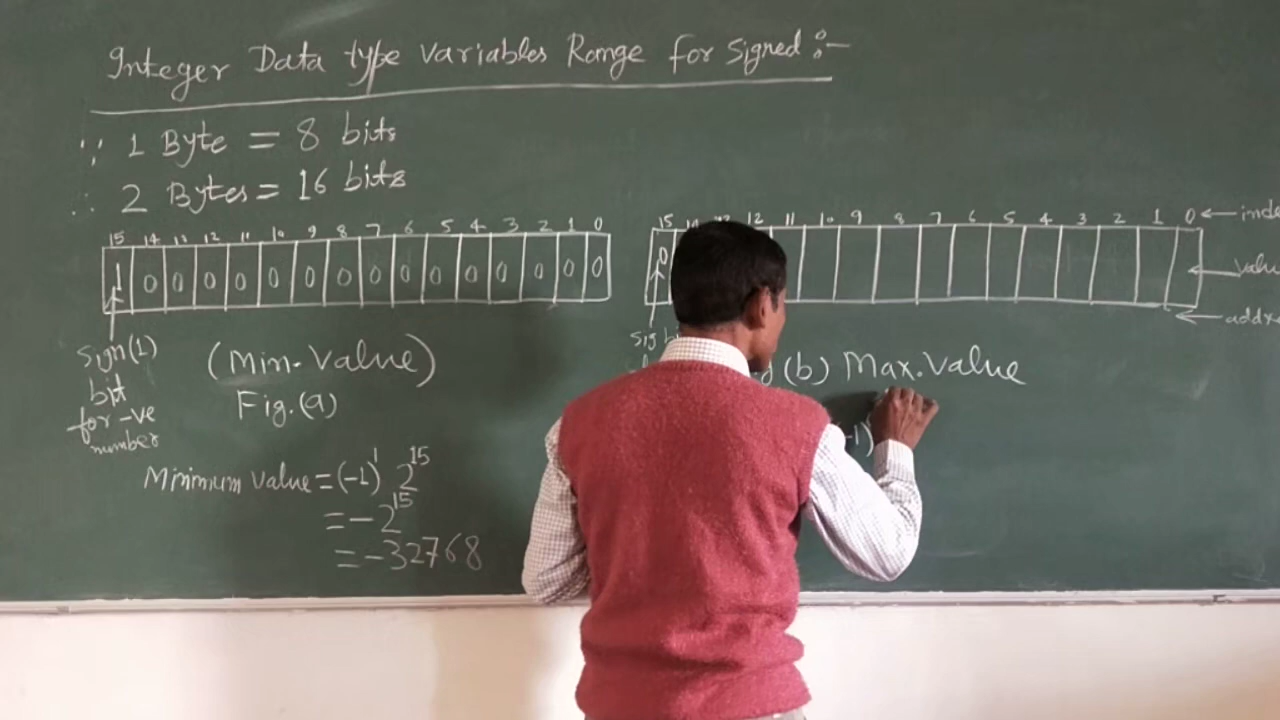 Integer Data type variables Range for Signed :-
∵ 1 Byte = 8 bits
∴ 2 Bytes = 16 bits
15 14 13 12 11 10 9 8 7 6 5 4 3 2 1 0
1 0 0 0 0 0 0 0 0 0 0 0 0 0 0 0
sign(1)
bit
for -ve
number
(Min. Value)
Fig.(a)
Minimum Value = (-1)¹ 2¹⁵
= -2¹⁵
= -32768
15 12 11 10 9 8 7 6 5 4 3 2 1 0 ←
0
←
←
(b) Max. Value
-1)